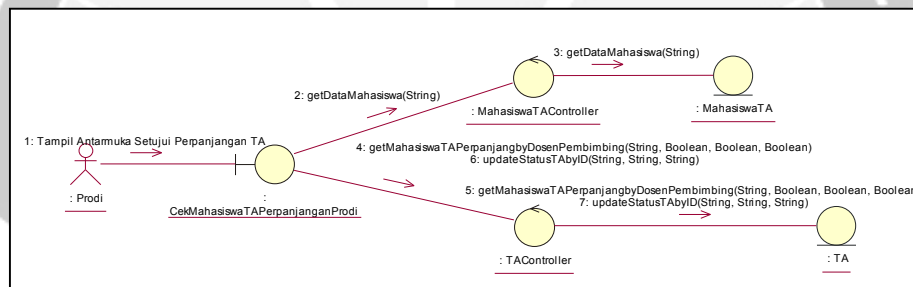 3: getDataMahasiswa(String)
2: getDataMahasiswa(String)
: MahasiswaTAController
: MahasiswaTA
1: Tampil Antamuka Setujui Perpanjangan TA
4: getMahasiswaTAPerpanjangbyDosenPembimbing(String, Boolean, Boolean, Boolean)
6: updateStatusTAbyID(String, String, String)
: Prodi
:
CekMahasiswaTAPerpanjanganProdi
5: getMahasiswaTAPerpanjangbyDosenPembimbing(String, Boolean, Boolean, Boolean
7: updateStatusTAbyID(String, String, String)
: TAController
: TA